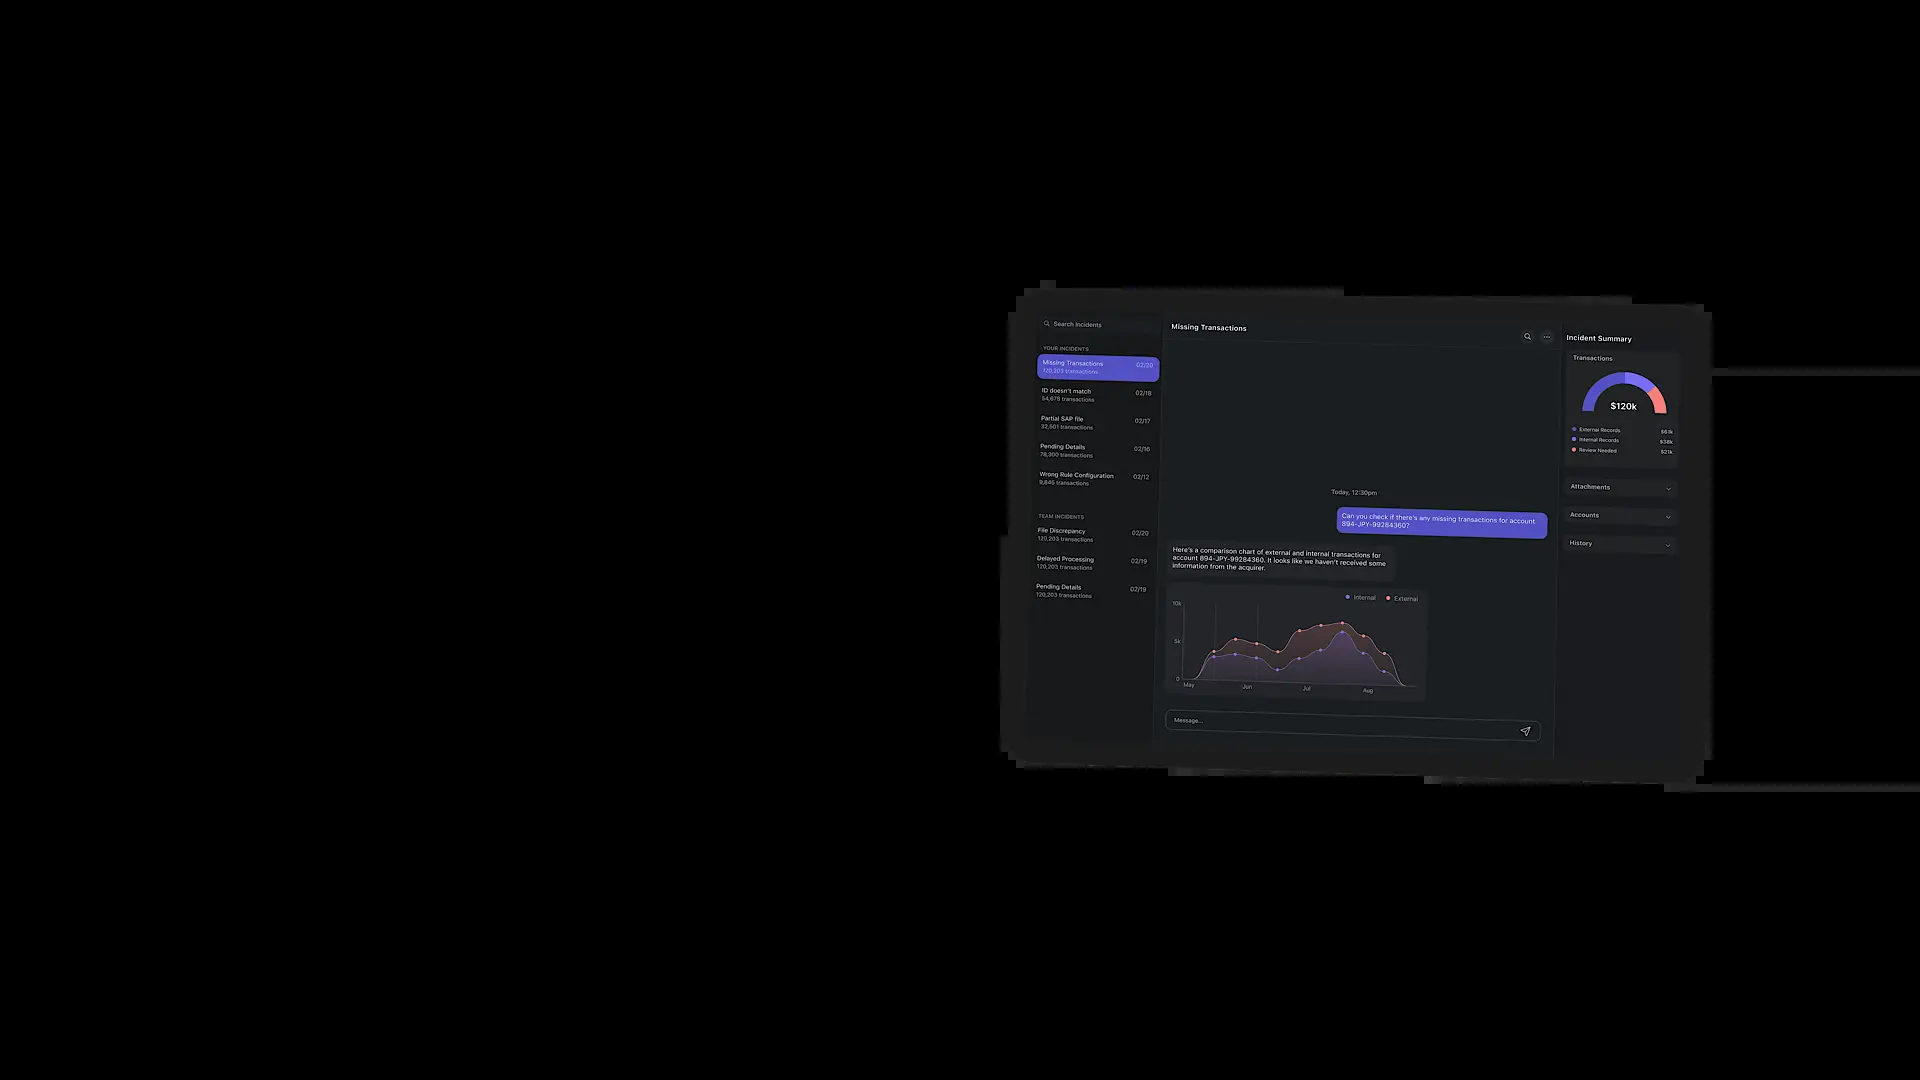 Search Incidents
YOUR INCIDENTS
Missing Transactions 02/20
120,203 transactions
ID doesn't match 02/18
54,678 transactions
Partial SAP file 02/17
32,501 transactions
Pending Details 02/16
78,300 transactions
Wrong Rule Configuration 02/12
9,845 transactions
TEAM INCIDENTS
File Discrepancy 02/20
120,203 transactions
Delayed Processing 02/19
120,203 transactions
Pending Details 02/19
120,203 transactions
Missing Transactions
Today, 12:30pm
Can you check if there's any missing transactions for account
894-JPY-99284360?
Here's a comparison chart of external and internal transactions for
account 894-JPY-99284360. It looks like we haven't received some
information from the acquirer.
Internal External
10k
5k
0
May Jun Jul Aug
Message...
Incident Summary
Transactions
$120k
External Records $61k
Internal Records $38k
Review Needed $21k
Attachments
Accounts
History